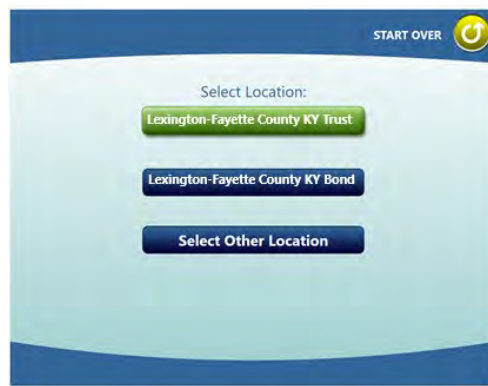 START OVER
Select Location:
Lexington-Fayette County KY Trust
Lexington-Fayette County KY Bond
Select Other Location